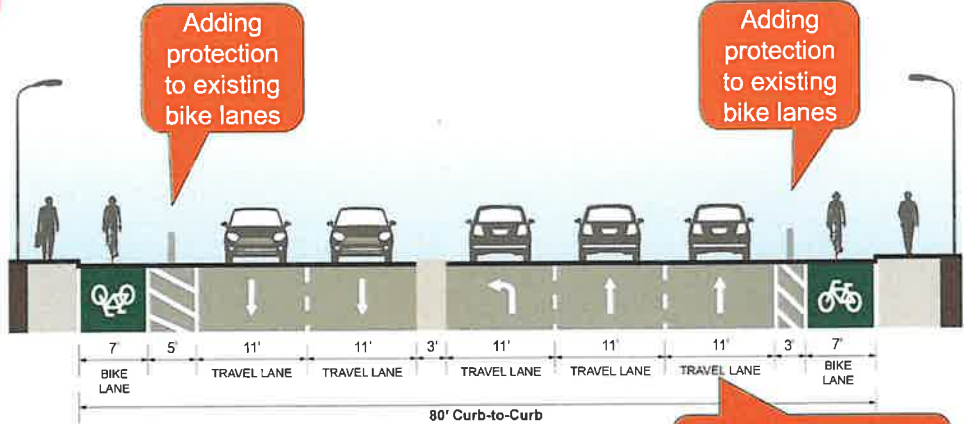 Adding
protection
to existing
bike lanes
Adding
protection
to existing
bike lanes
7' 5' 11' 11' 3' 11' 11' 11' 3' 7'
BIKE
LANE
TRAVEL LANE
TRAVEL LANE
TRAVEL LANE
TRAVEL LANE
TRAVEL LANE
BIKE
LANE
80' Curb-to-Curb